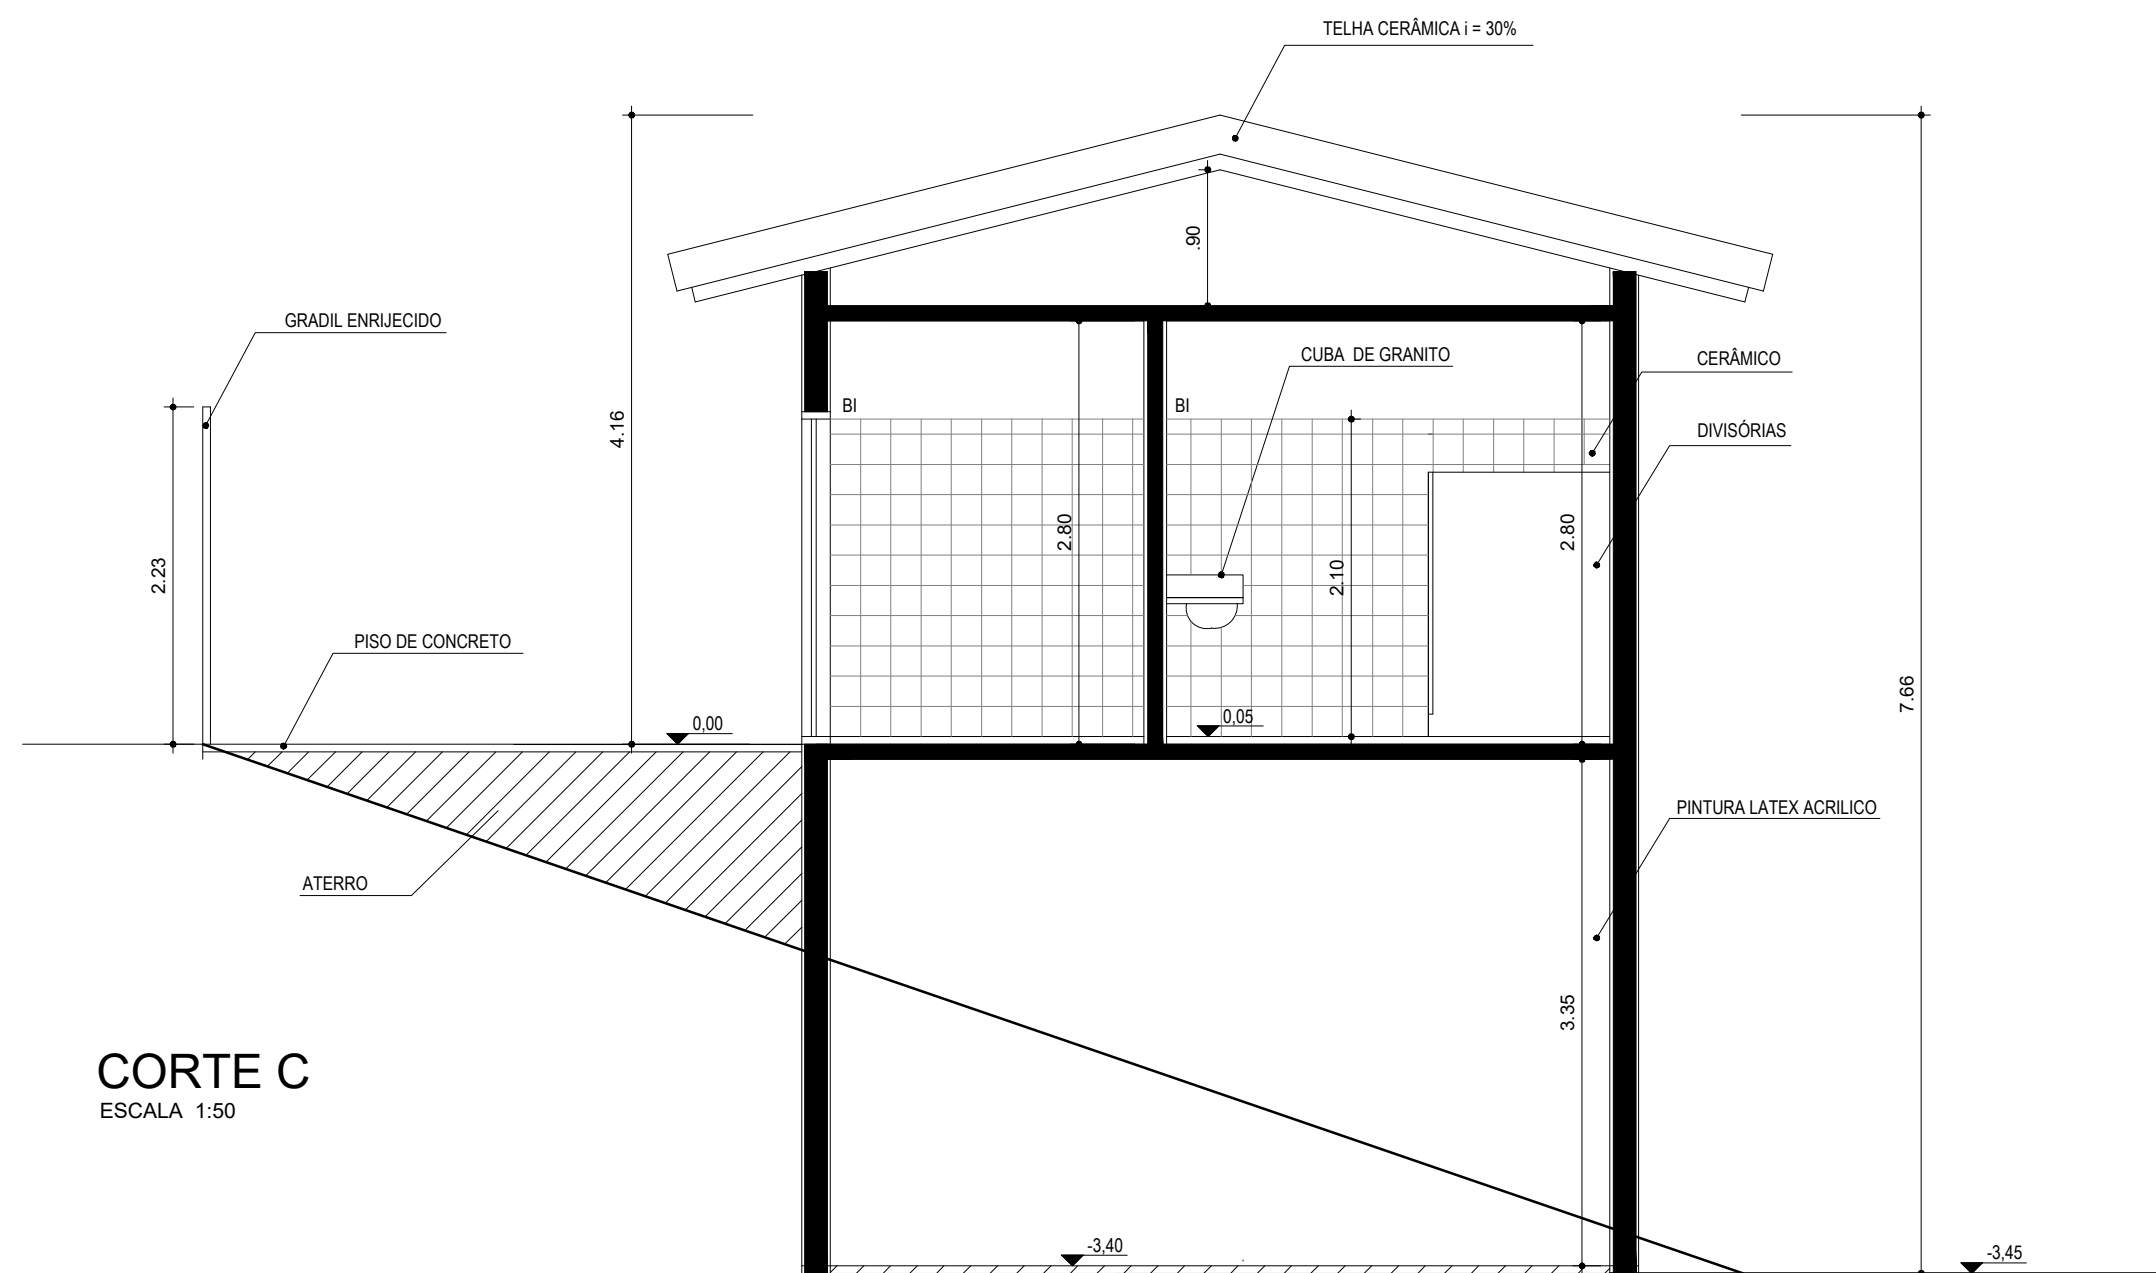 TELHA CERÂMICA i = 30%
.90
GRADIL ENRIJECIDO
CUBA  DE GRANITO
CERÂMICO
BI
BI
4.16
DIVISÓRIAS
2.80
2.80
2.23
2.10
PISO DE CONCRETO
7.66
0,00
0,05
PINTURA LATEX ACRILICO
ATERRO
3.35
CORTE C
ESCALA  1:50
-3,40
-3,45